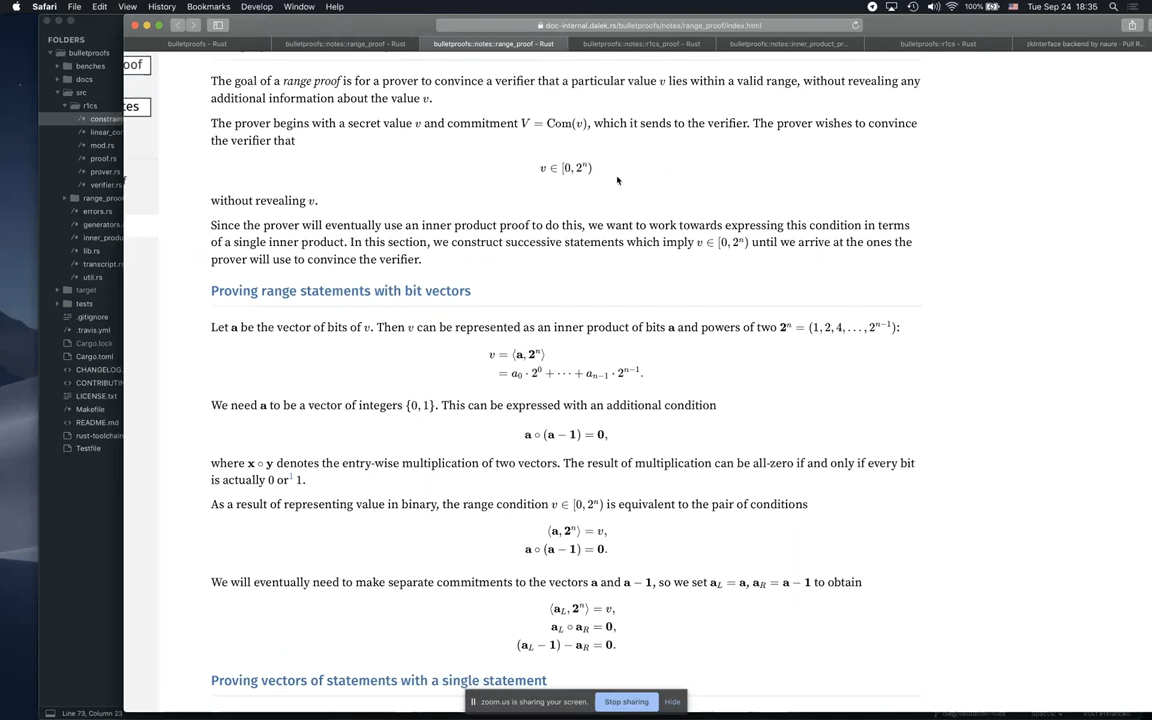 Safari File Edit View History Bookmarks Develop Window Help 100% Tue Sep 24 18:35
doc-internal.dalek.rs/bulletproofs/notes/range_proof/index.html
bulletproofs - Rust bulletproofs::notes::range_proof - Rust bulletproofs::notes::range_proof - Rust bulletproofs::notes::r1cs_proof - Rust bulletproofs::notes::inner_product_pr... bulletproofs::r1cs - Rust zkInterface backend by naure · Pull R...
FOLDERS
bulletproofs
benches
docs
src
r1cs
constrain
linear_co
mod.rs
proof.rs
prover.rs
verifier.rs
range_proo
errors.rs
generators.
inner_produ
lib.rs
transcript.r
util.rs
target
tests
.gitignore
.travis.yml
Cargo.lock
Cargo.toml
CHANGELOG.
CONTRIBUTIN
LICENSE.txt
Makefile
README.md
rust-toolchain
Testfile
oof
tes
The goal of a range proof is for a prover to convince a verifier that a particular value v lies within a valid range, without revealing any
additional information about the value v.
The prover begins with a secret value v and commitment V = Com(v), which it sends to the verifier. The prover wishes to convince
the verifier that
v ∈ [0, 2ⁿ)
without revealing v.
Since the prover will eventually use an inner product proof to do this, we want to work towards expressing this condition in terms
of a single inner product. In this section, we construct successive statements which imply v ∈ [0, 2ⁿ) until we arrive at the ones the
prover will use to convince the verifier.
Proving range statements with bit vectors
Let a be the vector of bits of v. Then v can be represented as an inner product of bits a and powers of two 2ⁿ = (1, 2, 4, . . . , 2ⁿ⁻¹):
v = ⟨a, 2ⁿ⟩
= a₀ · 2⁰ + ··· + aₙ₋₁ · 2ⁿ⁻¹.
We need a to be a vector of integers {0, 1}. This can be expressed with an additional condition
a ∘ (a − 1) = 0,
where x ∘ y denotes the entry-wise multiplication of two vectors. The result of multiplication can be all-zero if and only if every bit
is actually 0 or 1.
As a result of representing value in binary, the range condition v ∈ [0, 2ⁿ) is equivalent to the pair of conditions
⟨a, 2ⁿ⟩ = v,
a ∘ (a − 1) = 0.
We will eventually need to make separate commitments to the vectors a and a − 1, so we set a_L = a, a_R = a − 1 to obtain
⟨a_L, 2ⁿ⟩ = v,
a_L ∘ a_R = 0,
(a_L − 1) − a_R = 0.
Proving vectors of statements with a single statement
zoom.us is sharing your screen. Stop sharing Hide
Line 73, Column 23